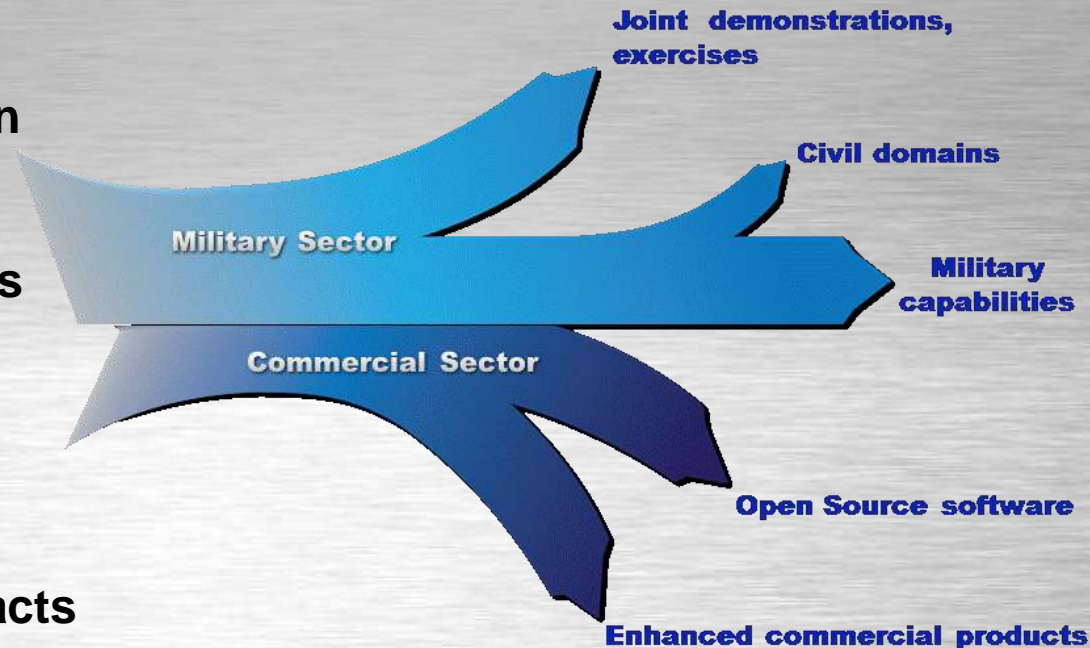 Joint demonstrations,
exercises
Civil domains
Military Sector
Military
capabilities
Commercial Sector
Open Source software
Enhanced commercial products